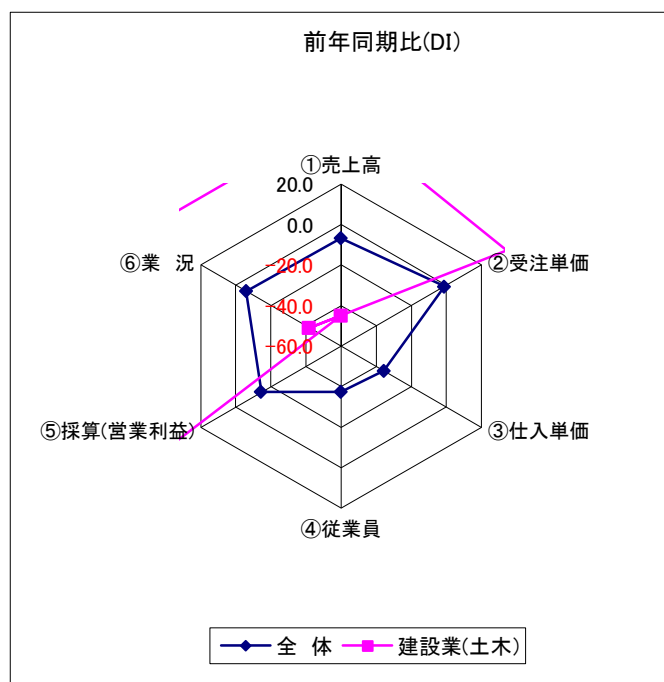 前年同期比(DI)
①売上高
20.0
0.0
-20.0
-40.0
-60.0
②受注単価
③仕入単価
④従業員
⑤採算(営業利益)
⑥業　況
全　体
建設業(土木)